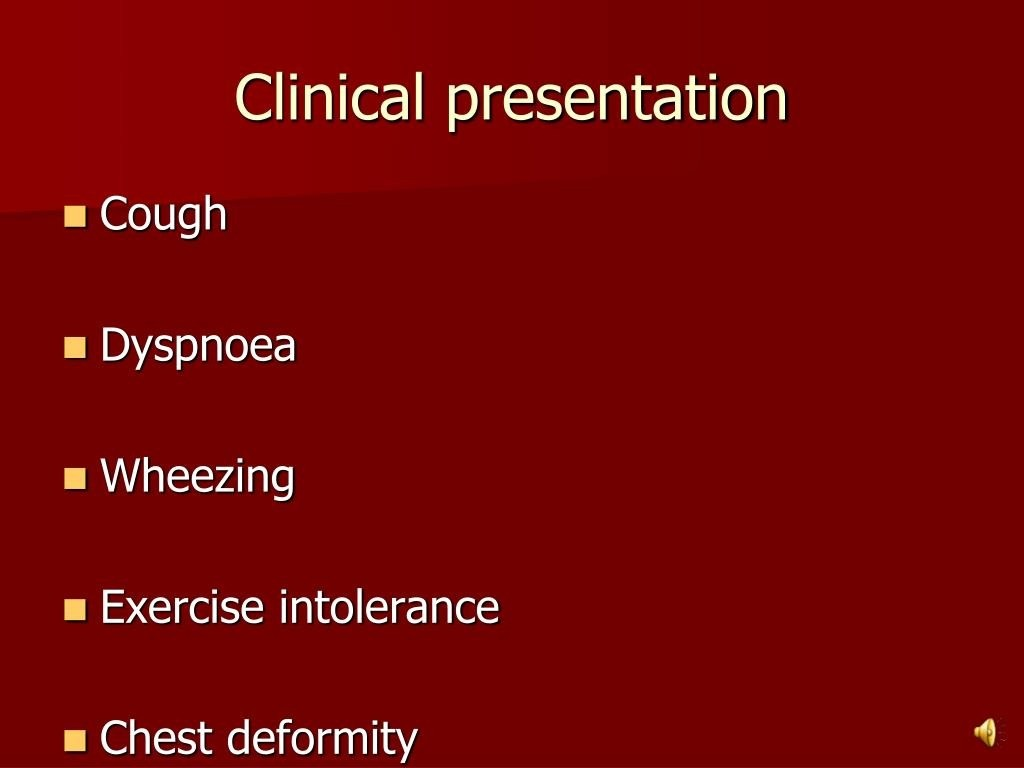 Clinical presentation
Cough
Dyspnoea
Wheezing
Exercise intolerance
Chest deformity